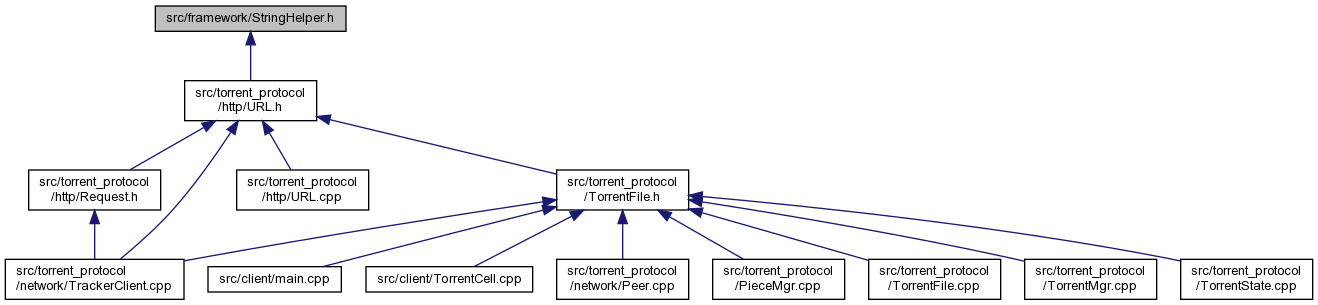 src/framework/StringHelper.h
src/torrent_protocol
/http/URL.h
src/torrent_protocol
/http/Request.h
src/torrent_protocol
/http/URL.cpp
src/torrent_protocol
/TorrentFile.h
src/torrent_protocol
/network/TrackerClient.cpp
src/client/main.cpp
src/client/TorrentCell.cpp
src/torrent_protocol
/network/Peer.cpp
src/torrent_protocol
/PieceMgr.cpp
src/torrent_protocol
/TorrentFile.cpp
src/torrent_protocol
/TorrentMgr.cpp
src/torrent_protocol
/TorrentState.cpp